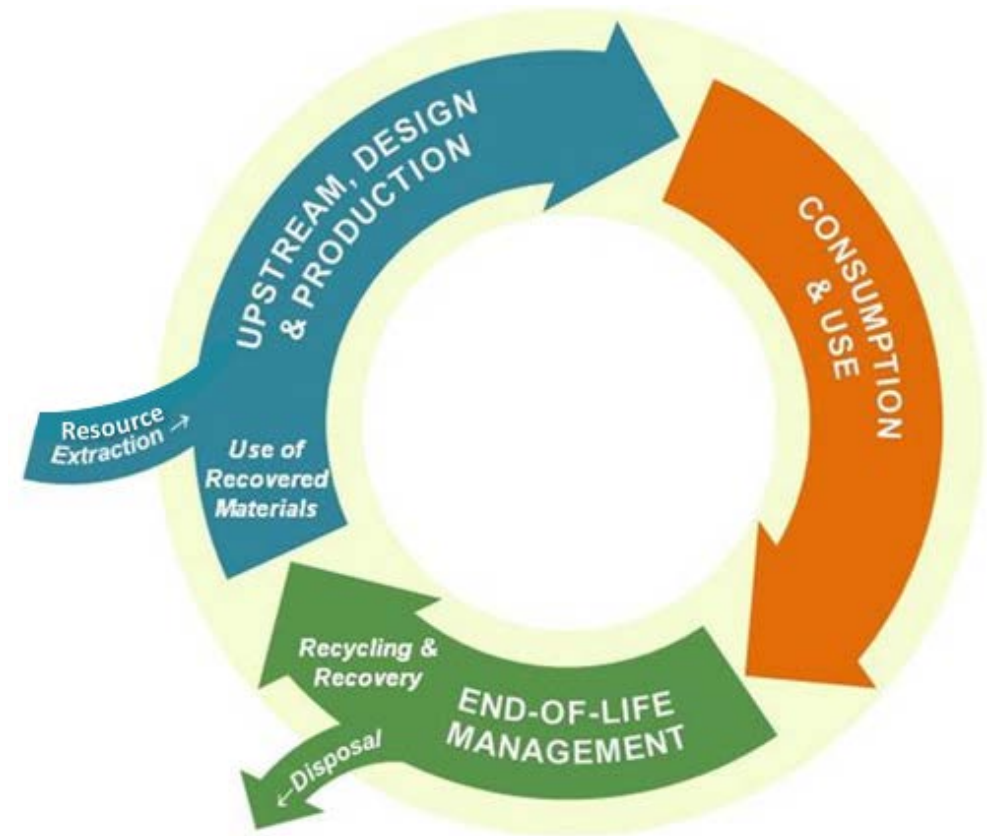 UPSTREAM, DESIGN
& PRODUCTION
CONSUMPTION
& USE
Resource
Extraction →
Use of
Recovered
Materials
Recycling &
Recovery
END-OF-LIFE
MANAGEMENT
←Disposal